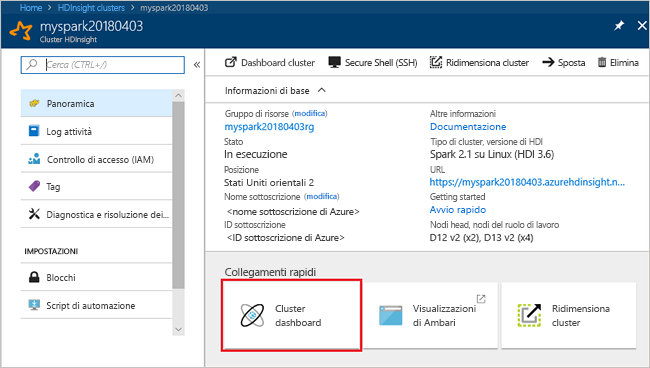 Home > HDInsight clusters > myspark20180403
myspark20180403
Cluster HDInsight
Cerca (CTRL+/)
Panoramica
Log attività
Controllo di accesso (IAM)
Tag
Diagnostica e risoluzione dei...
IMPOSTAZIONI
Blocchi
Script di automazione
Dashboard cluster
Secure Shell (SSH)
Ridimensiona cluster
Sposta
Elimina
Informazioni di base
Gruppo di risorse (modifica)
myspark20180403rg
Stato
In esecuzione
Posizione
Stati Uniti orientali 2
Nome sottoscrizione (modifica)
<nome sottoscrizione di Azure>
ID sottoscrizione
<ID sottoscrizione di Azure>
Altre informazioni
Documentazione
Tipo di cluster, versione di HDI
Spark 2.1 su Linux (HDI 3.6)
URL
https://myspark20180403.azurehdinsight.n...
Getting started
Avvio rapido
Nodi head, nodi del ruolo di lavoro
D12 v2 (x2), D13 v2 (x4)
Collegamenti rapidi
Cluster
dashboard
Visualizzazioni
di Ambari
Ridimensiona
cluster